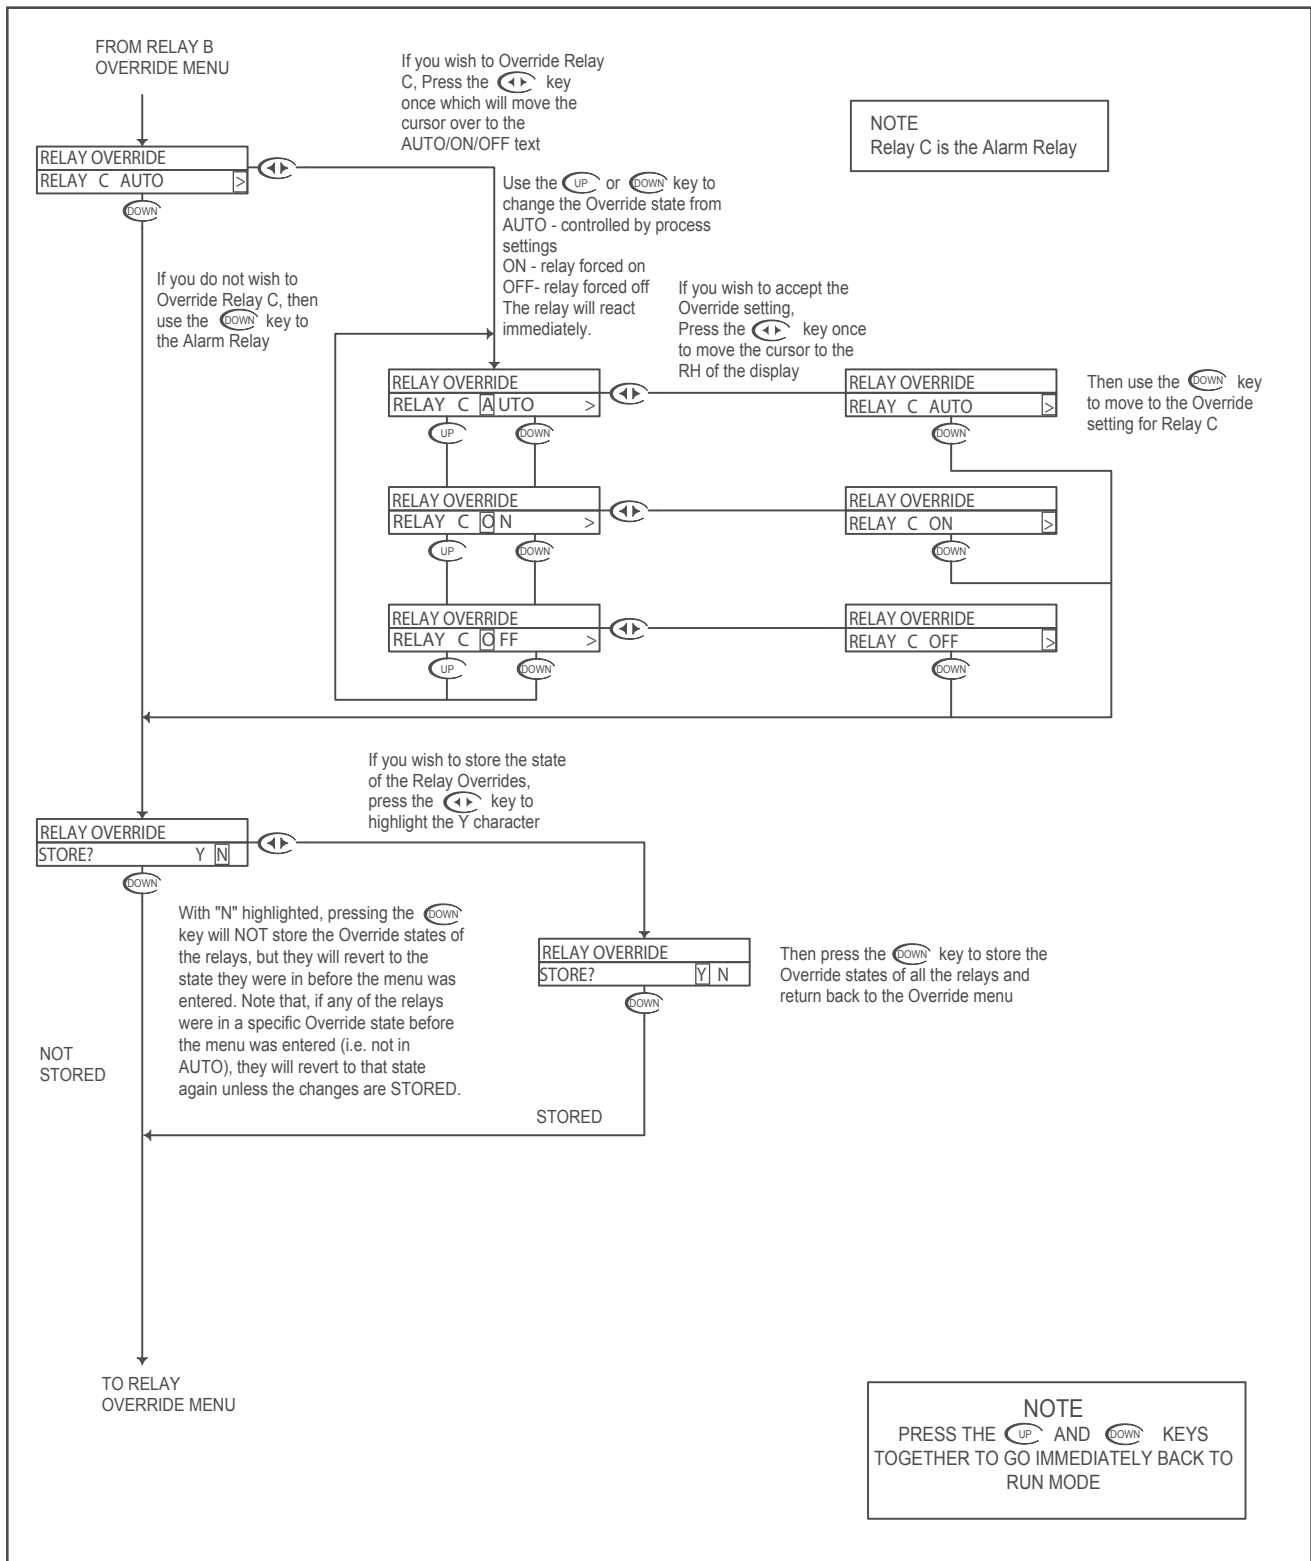 FROM RELAY B
OVERRIDE MENU
If you wish to Override Relay
C, Press the key
once which will move the
cursor over to the
AUTO/ON/OFF text
NOTE
Relay C is the Alarm Relay
RELAY OVERRIDE
RELAY C AUTO >
DOWN
Use the UP or DOWN key to
change the Override state from
AUTO - controlled by process
settings
ON - relay forced on
OFF- relay forced off
The relay will react
immediately.
If you do not wish to
Override Relay C, then
use the DOWN key to
the Alarm Relay
If you wish to accept the
Override setting,
Press the key once
to move the cursor to the
RH of the display
RELAY OVERRIDE
RELAY C AUTO >
UP DOWN
RELAY OVERRIDE
RELAY C AUTO >
DOWN
Then use the DOWN key
to move to the Override
setting for Relay C
RELAY OVERRIDE
RELAY C ON >
UP DOWN
RELAY OVERRIDE
RELAY C ON >
DOWN
RELAY OVERRIDE
RELAY C OFF >
UP DOWN
RELAY OVERRIDE
RELAY C OFF >
DOWN
If you wish to store the state
of the Relay Overrides,
press the key to
highlight the Y character
RELAY OVERRIDE
STORE? Y N
DOWN
With "N" highlighted, pressing the DOWN
key will NOT store the Override states of
the relays, but they will revert to the
state they were in before the menu was
entered. Note that, if any of the relays
were in a specific Override state before
the menu was entered (i.e. not in
AUTO), they will revert to that state
again unless the changes are STORED.
RELAY OVERRIDE
STORE? Y N
DOWN
Then press the DOWN key to store the
Override states of all the relays and
return back to the Override menu
NOT
STORED
STORED
TO RELAY
OVERRIDE MENU
NOTE
PRESS THE UP AND DOWN KEYS
TOGETHER TO GO IMMEDIATELY BACK TO
RUN MODE